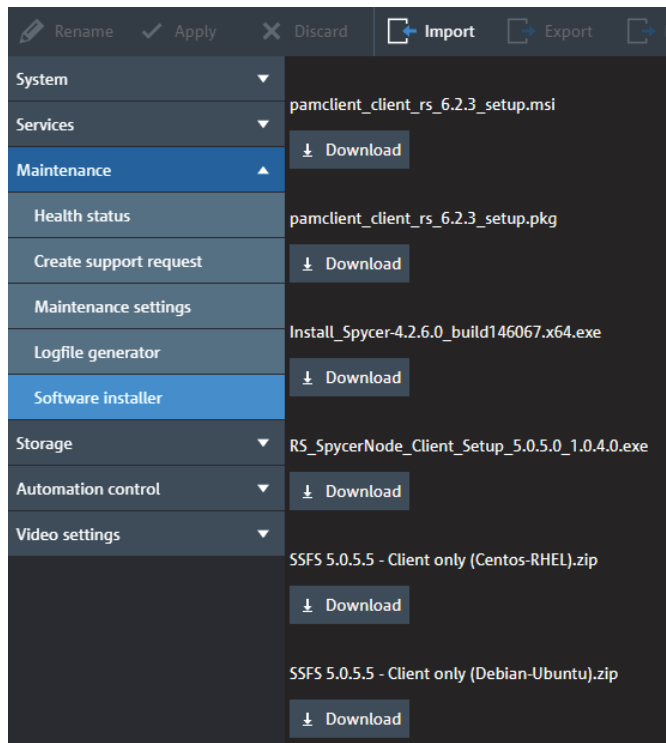 Rename Apply Discard Import Export
System
Services
Maintenance
Health status
Create support request
Maintenance settings
Logfile generator
Software installer
Storage
Automation control
Video settings
pamclient_client_rs_6.2.3_setup.msi
Download
pamclient_client_rs_6.2.3_setup.pkg
Download
Install_Spycer-4.2.6.0_build146067.x64.exe
Download
RS_SpycerNode_Client_Setup_5.0.5.0_1.0.4.0.exe
Download
SSFS 5.0.5.5 - Client only (Centos-RHEL).zip
Download
SSFS 5.0.5.5 - Client only (Debian-Ubuntu).zip
Download